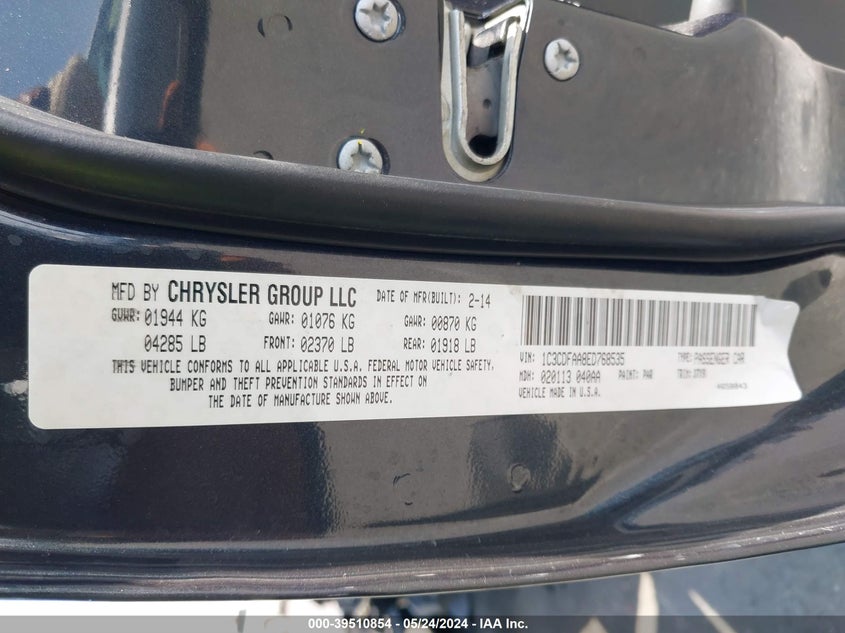 MFD BY CHRYSLER GROUP LLC DATE OF MFR(BUILT): 2-14
GVWR: 01944 KG GAWR: 01076 KG GAWR: 00870 KG
04285 LB FRONT: 02370 LB REAR: 01918 LB
THIS VEHICLE CONFORMS TO ALL APPLICABLE U.S.A. FEDERAL MOTOR VEHICLE SAFETY,
BUMPER AND THEFT PREVENTION STANDARDS IN EFFECT ON
THE DATE OF MANUFACTURE SHOWN ABOVE.
VIN: 1C3CDFAA8ED768535 TYPE: PASSENGER CAR
MDH: 020113 040AA PAINT: PAR TRIM:
VEHICLE MADE IN U.S.A.
000-39510854 - 05/24/2024 - IAA Inc.